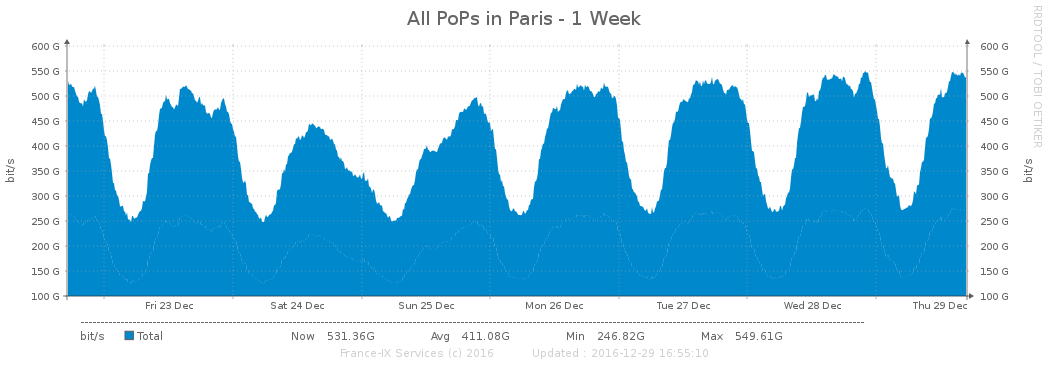 All PoPs in Paris - 1 Week
RRDTOOL / TOBI OETIKER
600 G 600 G
550 G 550 G
500 G 500 G
450 G 450 G
400 G 400 G
350 G 350 G
300 G 300 G
250 G 250 G
200 G 200 G
150 G 150 G
100 G 100 G
bit/s
bit/s
Fri 23 Dec Sat 24 Dec Sun 25 Dec Mon 26 Dec Tue 27 Dec Wed 28 Dec Thu 29 Dec
bit/s Total Now 531.36G Avg 411.08G Min 246.82G Max 549.61G
France-IX Services (c) 2016 Updated : 2016-12-29 16:55:10